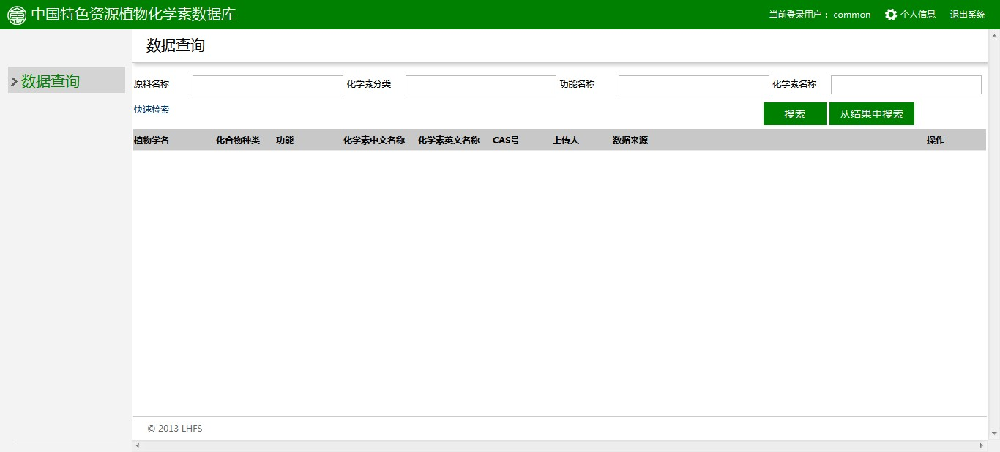 中国特色资源植物化学素数据库 当前登录用户： common 个人信息 退出系统
数据查询
数据查询
原料名称 化学素分类 功能名称 化学素名称
快速检索 搜索 从结果中搜索
植物学名 化合物种类 功能 化学素中文名称 化学素英文名称 CAS号 上传人 数据来源 操作
© 2013 LHFS